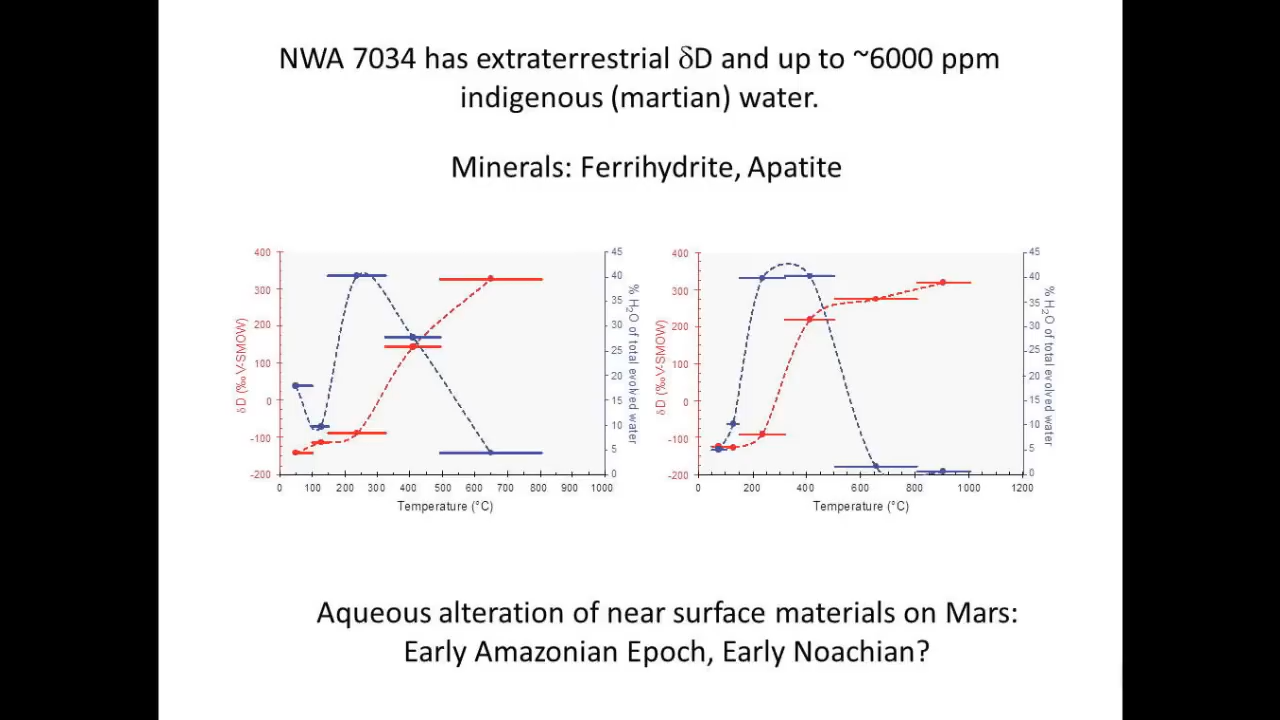 NWA 7034 has extraterrestrial δD and up to ~6000 ppm
indigenous (martian) water.
Minerals: Ferrihydrite, Apatite
400
300
200
100
0
-100
-200
δD (‰ V-SMOW)
45
40
35
30
25
20
15
10
5
0
% H₂O of total evolved water
0 100 200 300 400 500 600 700 800 900 1000
Temperature (°C)
400
300
200
100
0
-100
-200
δD (‰ V-SMOW)
45
40
35
30
25
20
15
10
5
0
% H₂O of total evolved water
0 200 400 600 800 1000 1200
Temperature (°C)
Aqueous alteration of near surface materials on Mars:
Early Amazonian Epoch, Early Noachian?